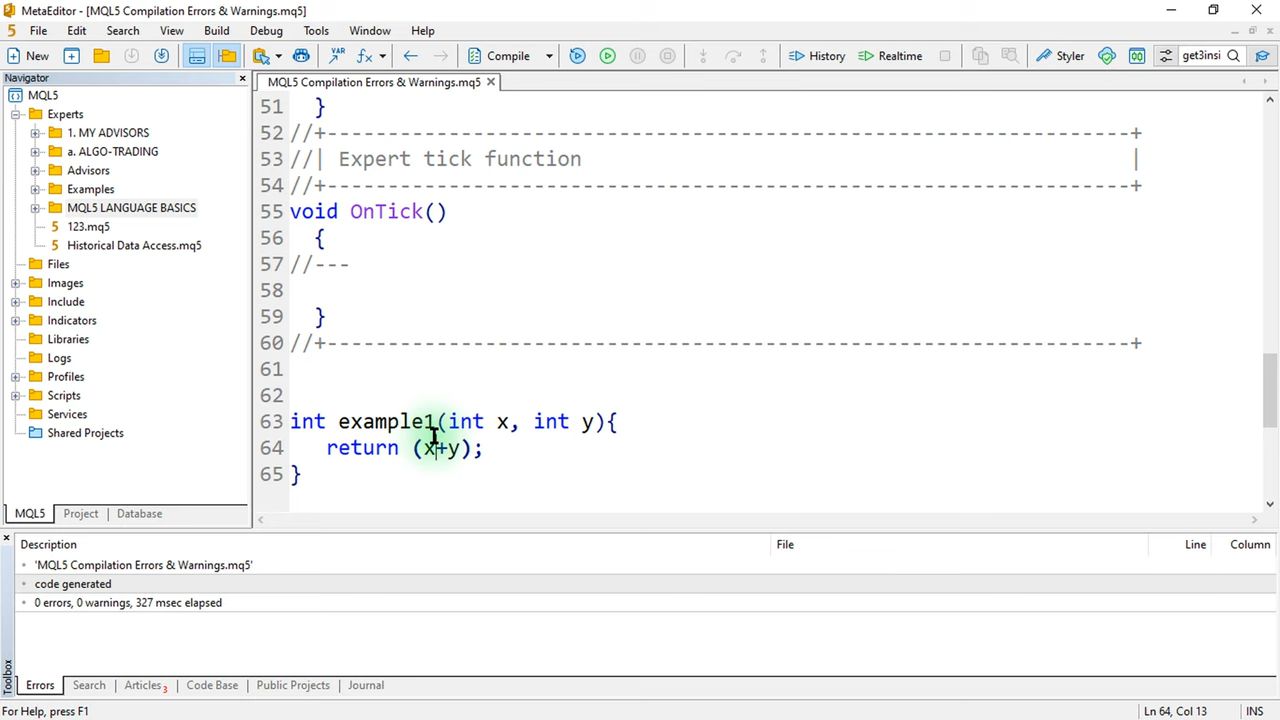 MetaEditor - [MQL5 Compilation Errors & Warnings.mq5]
5 File Edit Search View Build Debug Tools Window Help
New Compile History Realtime Styler get3insi
Navigator
MQL5 Compilation Errors & Warnings.mq5
MQL5
Experts
1. MY ADVISORS
a. ALGO-TRADING
Advisors
Examples
MQL5 LANGUAGE BASICS
5 123.mq5
5 Historical Data Access.mq5
Files
Images
Include
Indicators
Libraries
Logs
Profiles
Scripts
Services
Shared Projects
MQL5 Project Database
51 }
52 //+------------------------------------------------------------------+
53 //| Expert tick function |
54 //+------------------------------------------------------------------+
55 void OnTick()
56 {
57 //---
58
59 }
60 //+------------------------------------------------------------------+
61
62
63 int example1(int x, int y){
64 return (x+y);
65 }
Description File Line Column
'MQL5 Compilation Errors & Warnings.mq5'
code generated
0 errors, 0 warnings, 327 msec elapsed
Toolbox
Errors Search Articles 3 Code Base Public Projects Journal
For Help, press F1 Ln 64, Col 13 INS